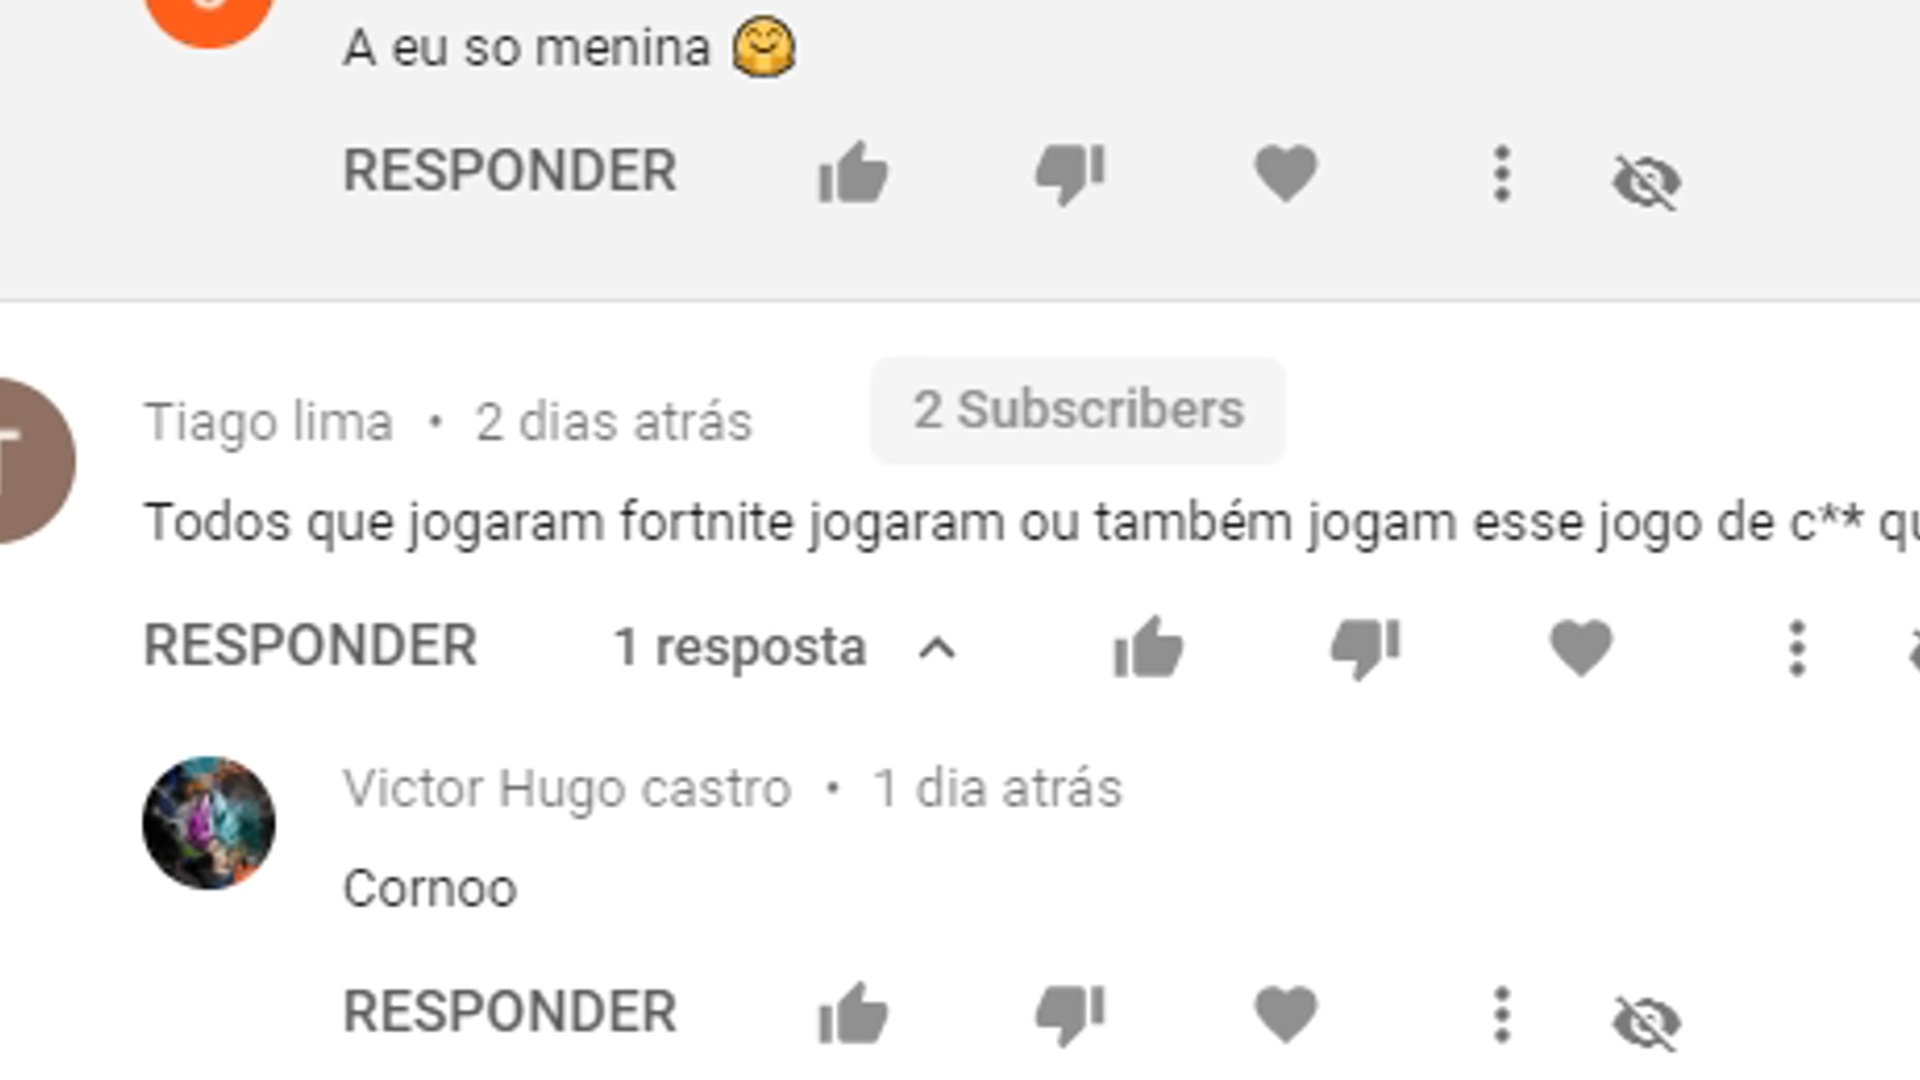 A eu so menina 🤗
RESPONDER
Tiago lima • 2 dias atrás 2 Subscribers
Todos que jogaram fortnite jogaram ou também jogam esse jogo de c**
RESPONDER 1 resposta
Victor Hugo castro • 1 dia atrás
Cornoo
RESPONDER